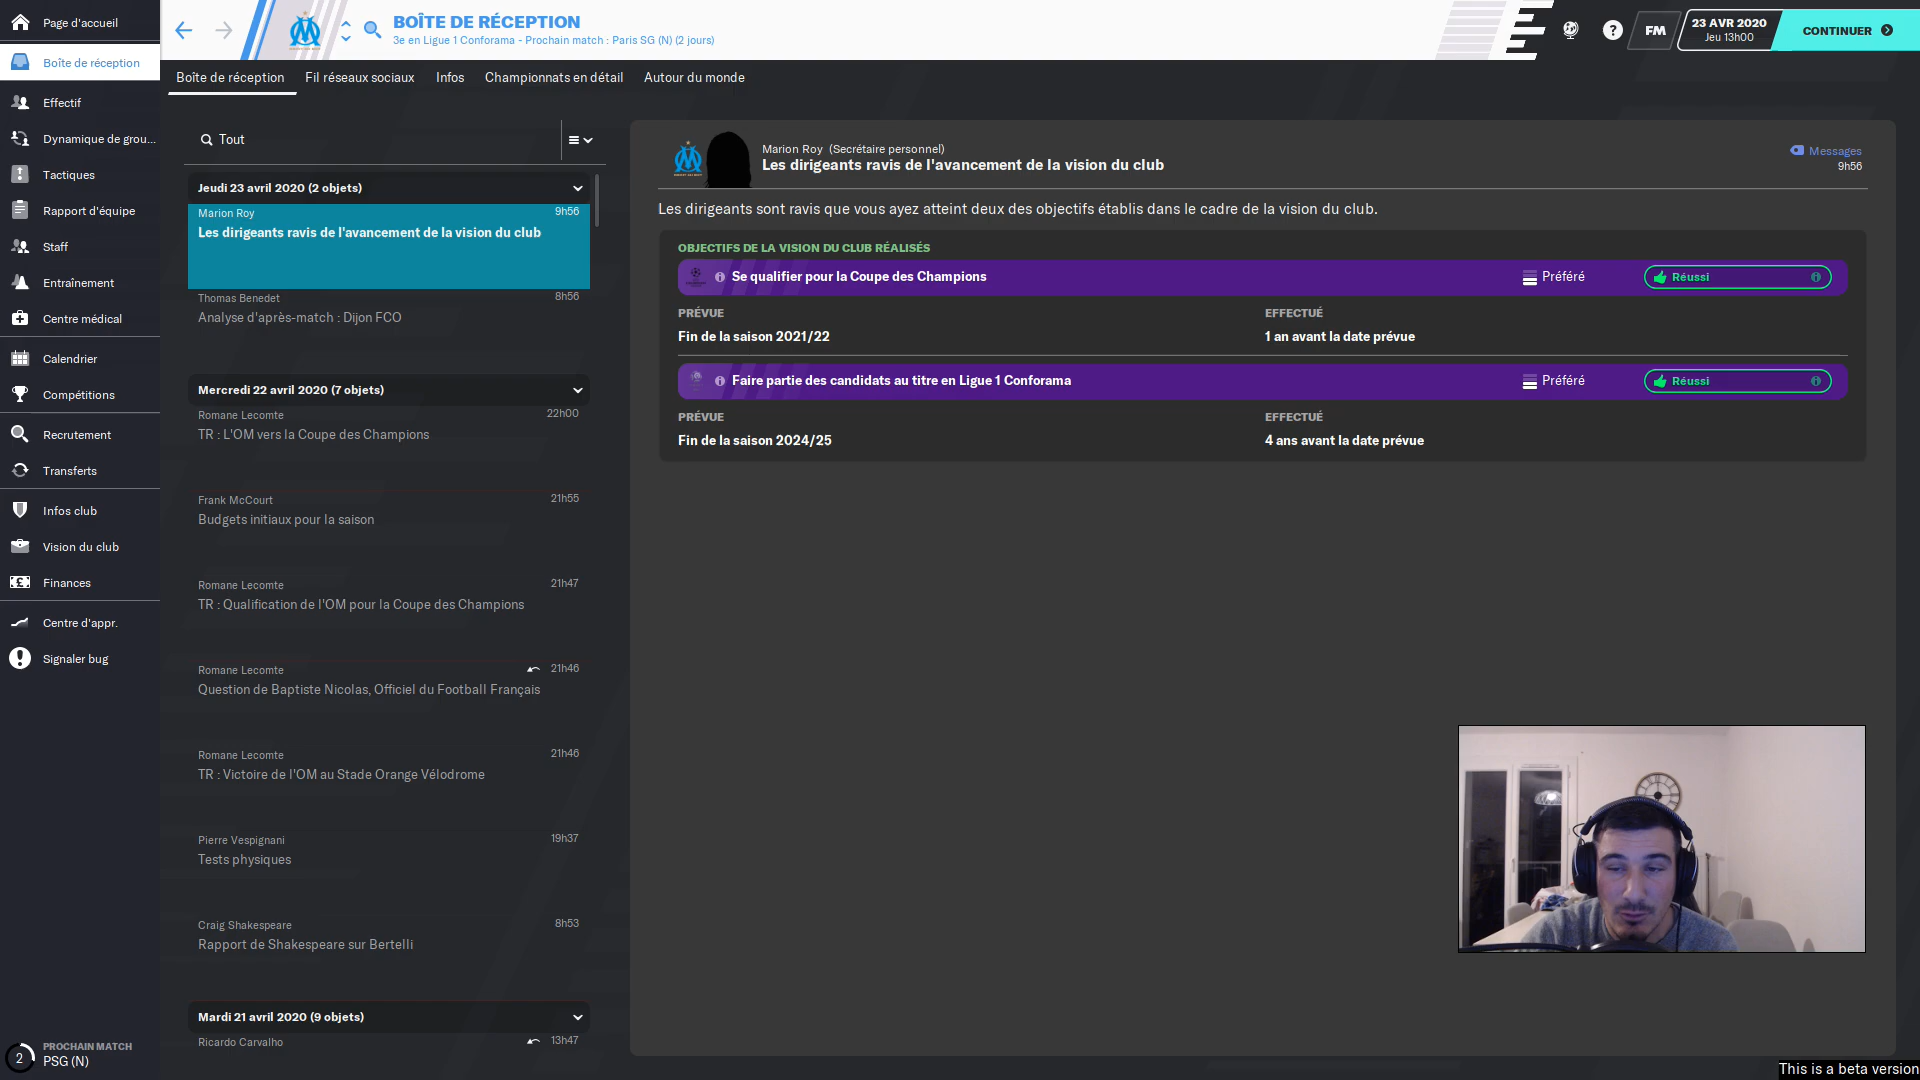 Page d'accueil
Boîte de réception
Effectif
Dynamique de grou...
Tactiques
Rapport d'équipe
Staff
Entraînement
Centre médical
Calendrier
Compétitions
Recrutement
Transferts
Infos club
Vision du club
Finances
Centre d'appr.
Signaler bug
2
PROCHAIN MATCH
PSG (N)
BOÎTE DE RÉCEPTION
3e en Ligue 1 Conforama - Prochain match : Paris SG (N) (2 jours)
FM
23 AVR 2020
Jeu 13h00
CONTINUER
Boîte de réception
Fil réseaux sociaux
Infos
Championnats en détail
Autour du monde
Tout
Jeudi 23 avril 2020 (2 objets)
Marion Roy 9h56
Les dirigeants ravis de l'avancement de la vision du club
Thomas Benedet 8h56
Analyse d'après-match : Dijon FCO
Mercredi 22 avril 2020 (7 objets)
Romane Lecomte 22h00
TR : L'OM vers la Coupe des Champions
Frank McCourt 21h55
Budgets initiaux pour la saison
Romane Lecomte 21h47
TR : Qualification de l'OM pour la Coupe des Champions
Romane Lecomte 21h46
Question de Baptiste Nicolas, Officiel du Football Français
Romane Lecomte 21h46
TR : Victoire de l'OM au Stade Orange Vélodrome
Pierre Vespignani 19h37
Tests physiques
Craig Shakespeare 8h53
Rapport de Shakespeare sur Bertelli
Mardi 21 avril 2020 (9 objets)
Ricardo Carvalho 13h47
Marion Roy (Secrétaire personnel)
Les dirigeants ravis de l'avancement de la vision du club
Messages
9h56
Les dirigeants sont ravis que vous ayez atteint deux des objectifs établis dans le cadre de la vision du club.
OBJECTIFS DE LA VISION DU CLUB RÉALISÉS
Se qualifier pour la Coupe des Champions Préféré Réussi
PRÉVUE EFFECTUÉ
Fin de la saison 2021/22 1 an avant la date prévue
Faire partie des candidats au titre en Ligue 1 Conforama Préféré Réussi
PRÉVUE EFFECTUÉ
Fin de la saison 2024/25 4 ans avant la date prévue
This is a beta version